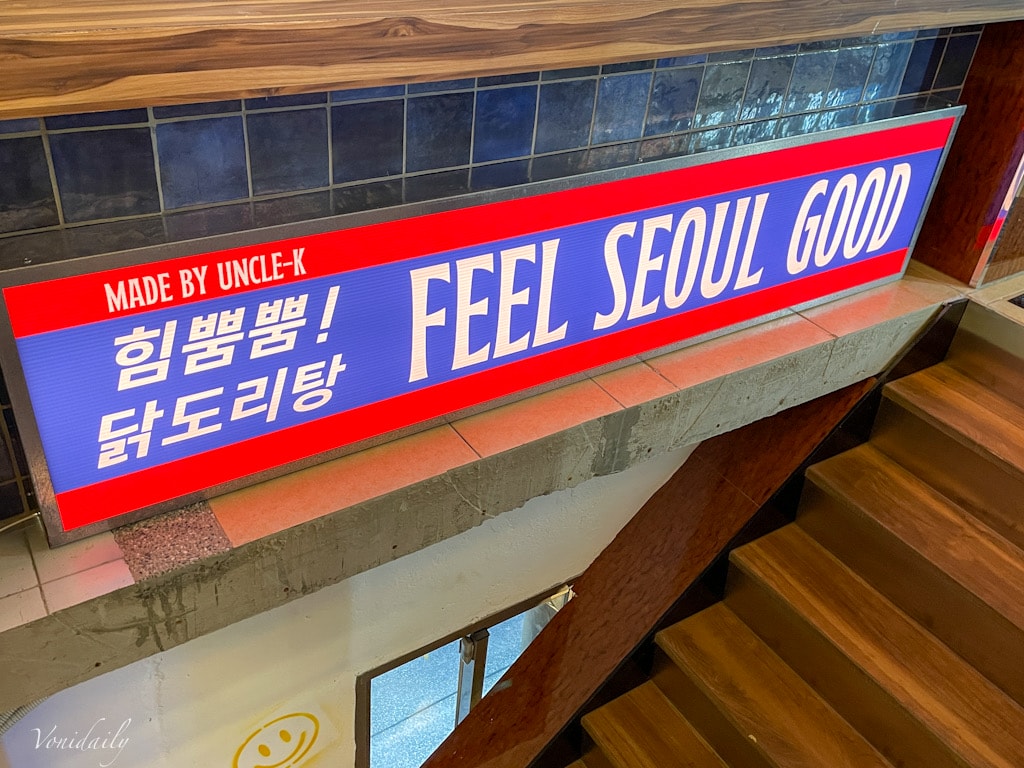 MADE BY UNCLE-K
힘뿜뿜!
닭도리탕
FEEL SEOUL GOOD
Vonidaily